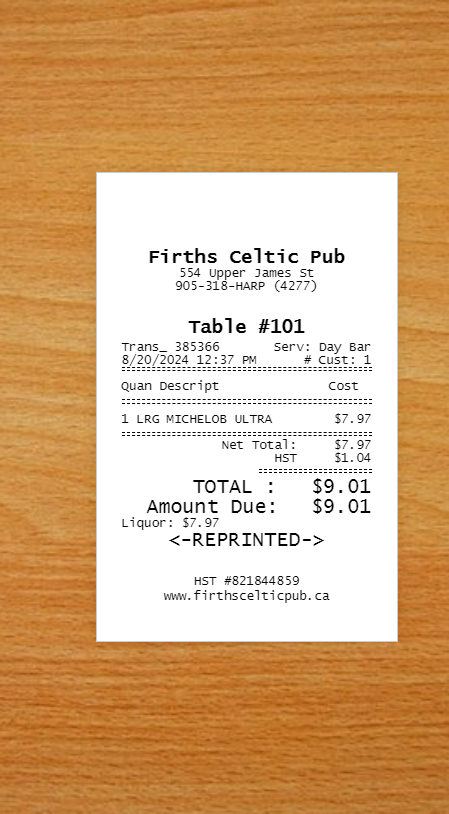 Firths Celtic Pub
554 Upper James St
905-318-HARP (4277)
Table #101
Trans_ 385366 Serv: Day Bar
8/20/2024 12:37 PM # Cust: 1
Quan Descript Cost
1 LRG MICHELOB ULTRA $7.97
Net Total: $7.97
HST $1.04
TOTAL : $9.01
Amount Due: $9.01
Liquor: $7.97
<-REPRINTED->
HST #821844859
www.firthscelticpub.ca